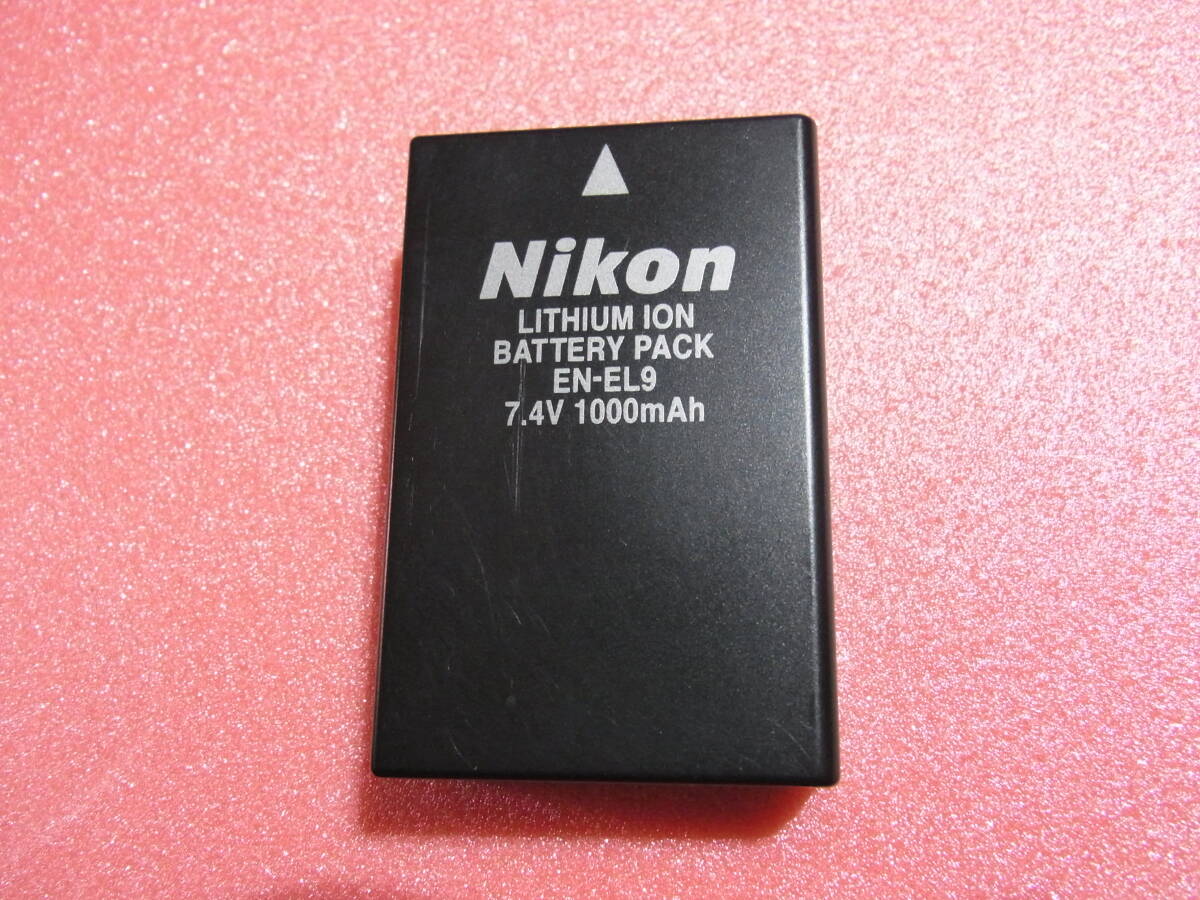 Nikon
LITHIUM ION
BATTERY PACK
EN-EL9
7.4V 1000mAh